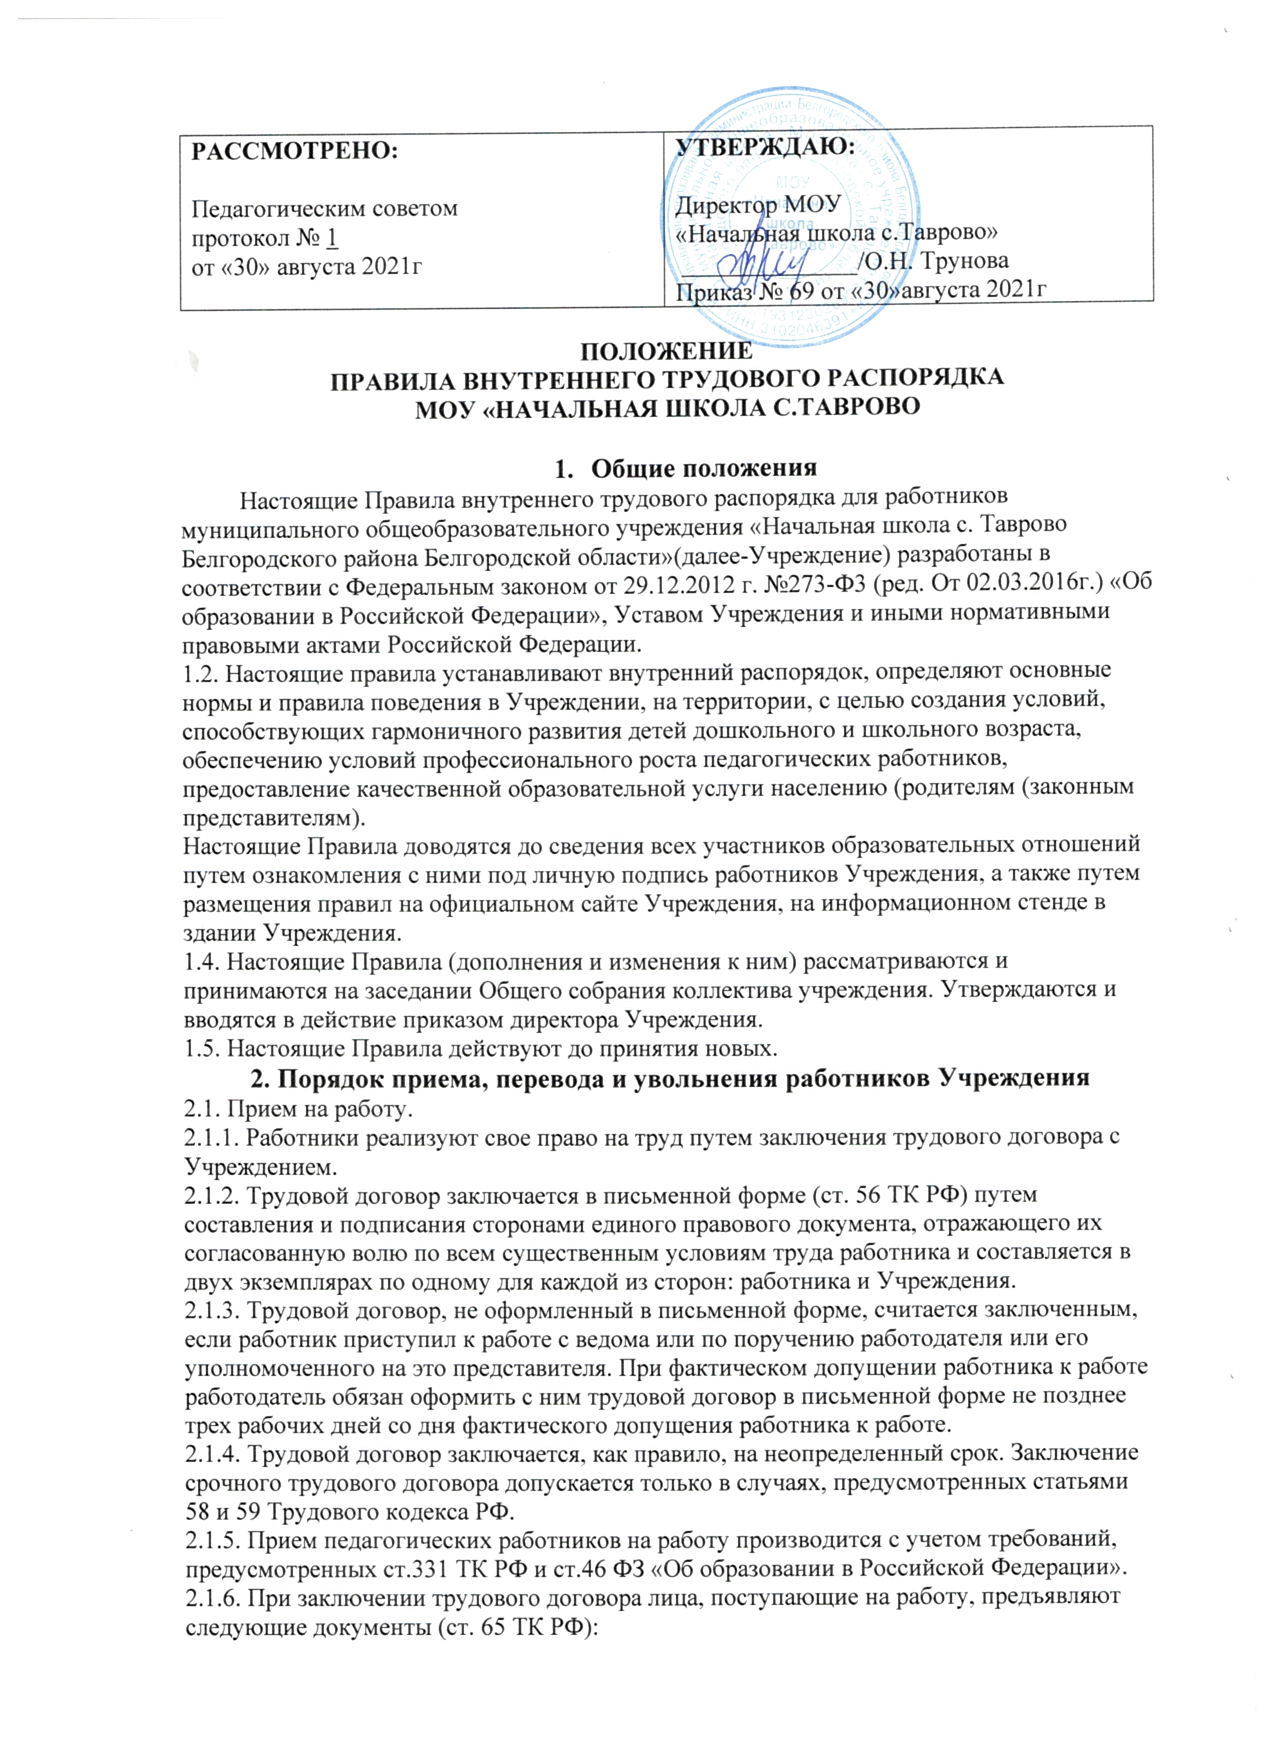 РАССМОТРЕНО:
Педагогическим советом
протокол № 1
от «30» августа 2021г
УТВЕРЖДАЮ:
Директор МОУ
«Начальная школа с.Таврово»
______________/О.Н. Трунова
Приказ № 69 от «30»августа 2021г
МОУ
школа
ИНН 3102046391
ПОЛОЖЕНИЕ
ПРАВИЛА ВНУТРЕННЕГО ТРУДОВОГО РАСПОРЯДКА
МОУ «НАЧАЛЬНАЯ ШКОЛА С.ТАВРОВО
1. Общие положения
Настоящие Правила внутреннего трудового распорядка для работников
муниципального общеобразовательного учреждения «Начальная школа с. Таврово
Белгородского района Белгородской области»(далее-Учреждение) разработаны в
соответствии с Федеральным законом от 29.12.2012 г. №273-ФЗ (ред. От 02.03.2016г.) «Об
образовании в Российской Федерации», Уставом Учреждения и иными нормативными
правовыми актами Российской Федерации.
1.2. Настоящие правила устанавливают внутренний распорядок, определяют основные
нормы и правила поведения в Учреждении, на территории, с целью создания условий,
способствующих гармоничного развития детей дошкольного и школьного возраста,
обеспечению условий профессионального роста педагогических работников,
предоставление качественной образовательной услуги населению (родителям (законным
представителям).
Настоящие Правила доводятся до сведения всех участников образовательных отношений
путем ознакомления с ними под личную подпись работников Учреждения, а также путем
размещения правил на официальном сайте Учреждения, на информационном стенде в
здании Учреждения.
1.4. Настоящие Правила (дополнения и изменения к ним) рассматриваются и
принимаются на заседании Общего собрания коллектива учреждения. Утверждаются и
вводятся в действие приказом директора Учреждения.
1.5. Настоящие Правила действуют до принятия новых.
2. Порядок приема, перевода и увольнения работников Учреждения
2.1. Прием на работу.
2.1.1. Работники реализуют свое право на труд путем заключения трудового договора с
Учреждением.
2.1.2. Трудовой договор заключается в письменной форме (ст. 56 ТК РФ) путем
составления и подписания сторонами единого правового документа, отражающего их
согласованную волю по всем существенным условиям труда работника и составляется в
двух экземплярах по одному для каждой из сторон: работника и Учреждения.
2.1.3. Трудовой договор, не оформленный в письменной форме, считается заключенным,
если работник приступил к работе с ведома или по поручению работодателя или его
уполномоченного на это представителя. При фактическом допущении работника к работе
работодатель обязан оформить с ним трудовой договор в письменной форме не позднее
трех рабочих дней со дня фактического допущения работника к работе.
2.1.4. Трудовой договор заключается, как правило, на неопределенный срок. Заключение
срочного трудового договора допускается только в случаях, предусмотренных статьями
58 и 59 Трудового кодекса РФ.
2.1.5. Прием педагогических работников на работу производится с учетом требований,
предусмотренных ст.331 ТК РФ и ст.46 ФЗ «Об образовании в Российской Федерации».
2.1.6. При заключении трудового договора лица, поступающие на работу, предъявляют
следующие документы (ст. 65 ТК РФ):